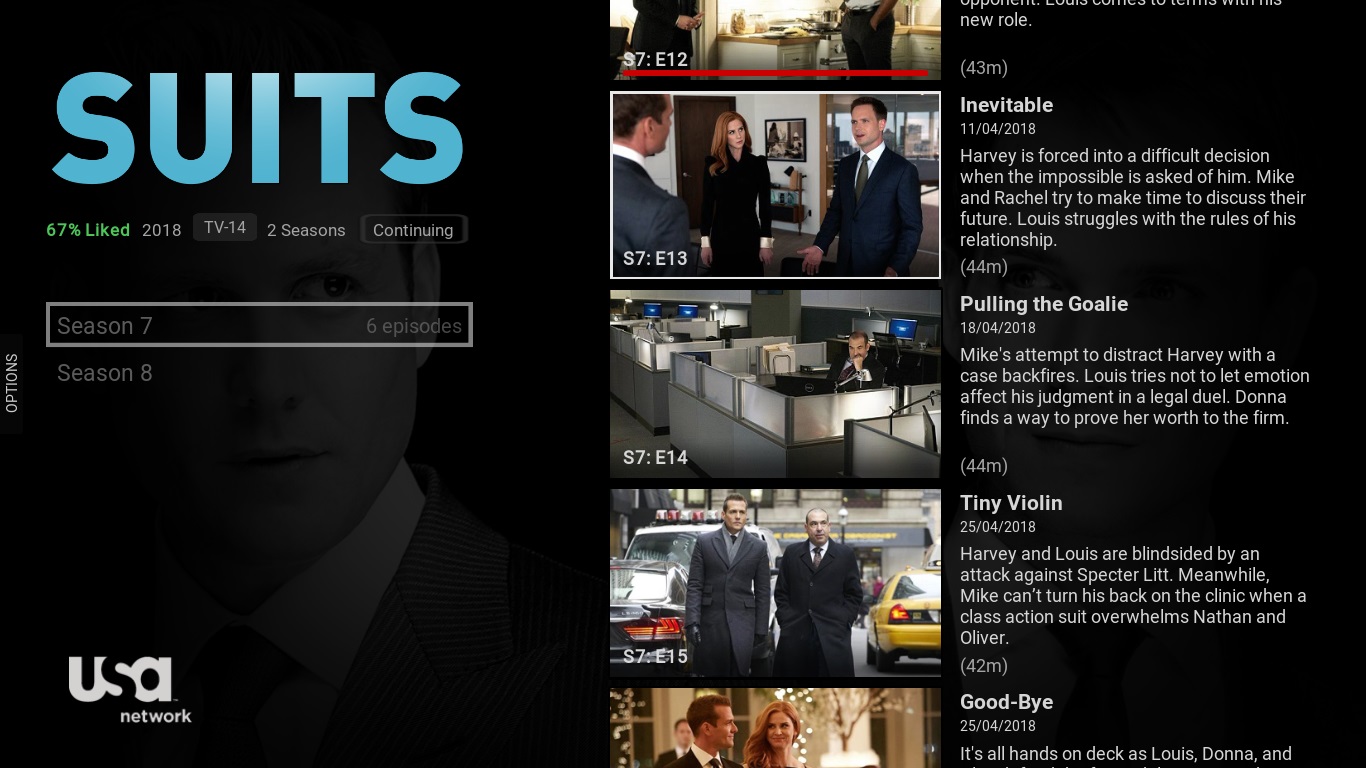 SUITS
67% Liked 2018 TV-14 2 Seasons Continuing
Season 7 6 episodes
Season 8
OPTIONS
usa
network
S7: E12
S7: E13
S7: E14
S7: E15
opponent. Louis comes to terms with his
new role.
(43m)
Inevitable
11/04/2018
Harvey is forced into a difficult decision
when the impossible is asked of him. Mike
and Rachel try to make time to discuss their
future. Louis struggles with the rules of his
relationship.
(44m)
Pulling the Goalie
18/04/2018
Mike's attempt to distract Harvey with a
case backfires. Louis tries not to let emotion
affect his judgment in a legal duel. Donna
finds a way to prove her worth to the firm.
(44m)
Tiny Violin
25/04/2018
Harvey and Louis are blindsided by an
attack against Specter Litt. Meanwhile,
Mike can’t turn his back on the clinic when a
class action suit overwhelms Nathan and
Oliver.
(42m)
Good-Bye
25/04/2018
It's all hands on deck as Louis, Donna, and